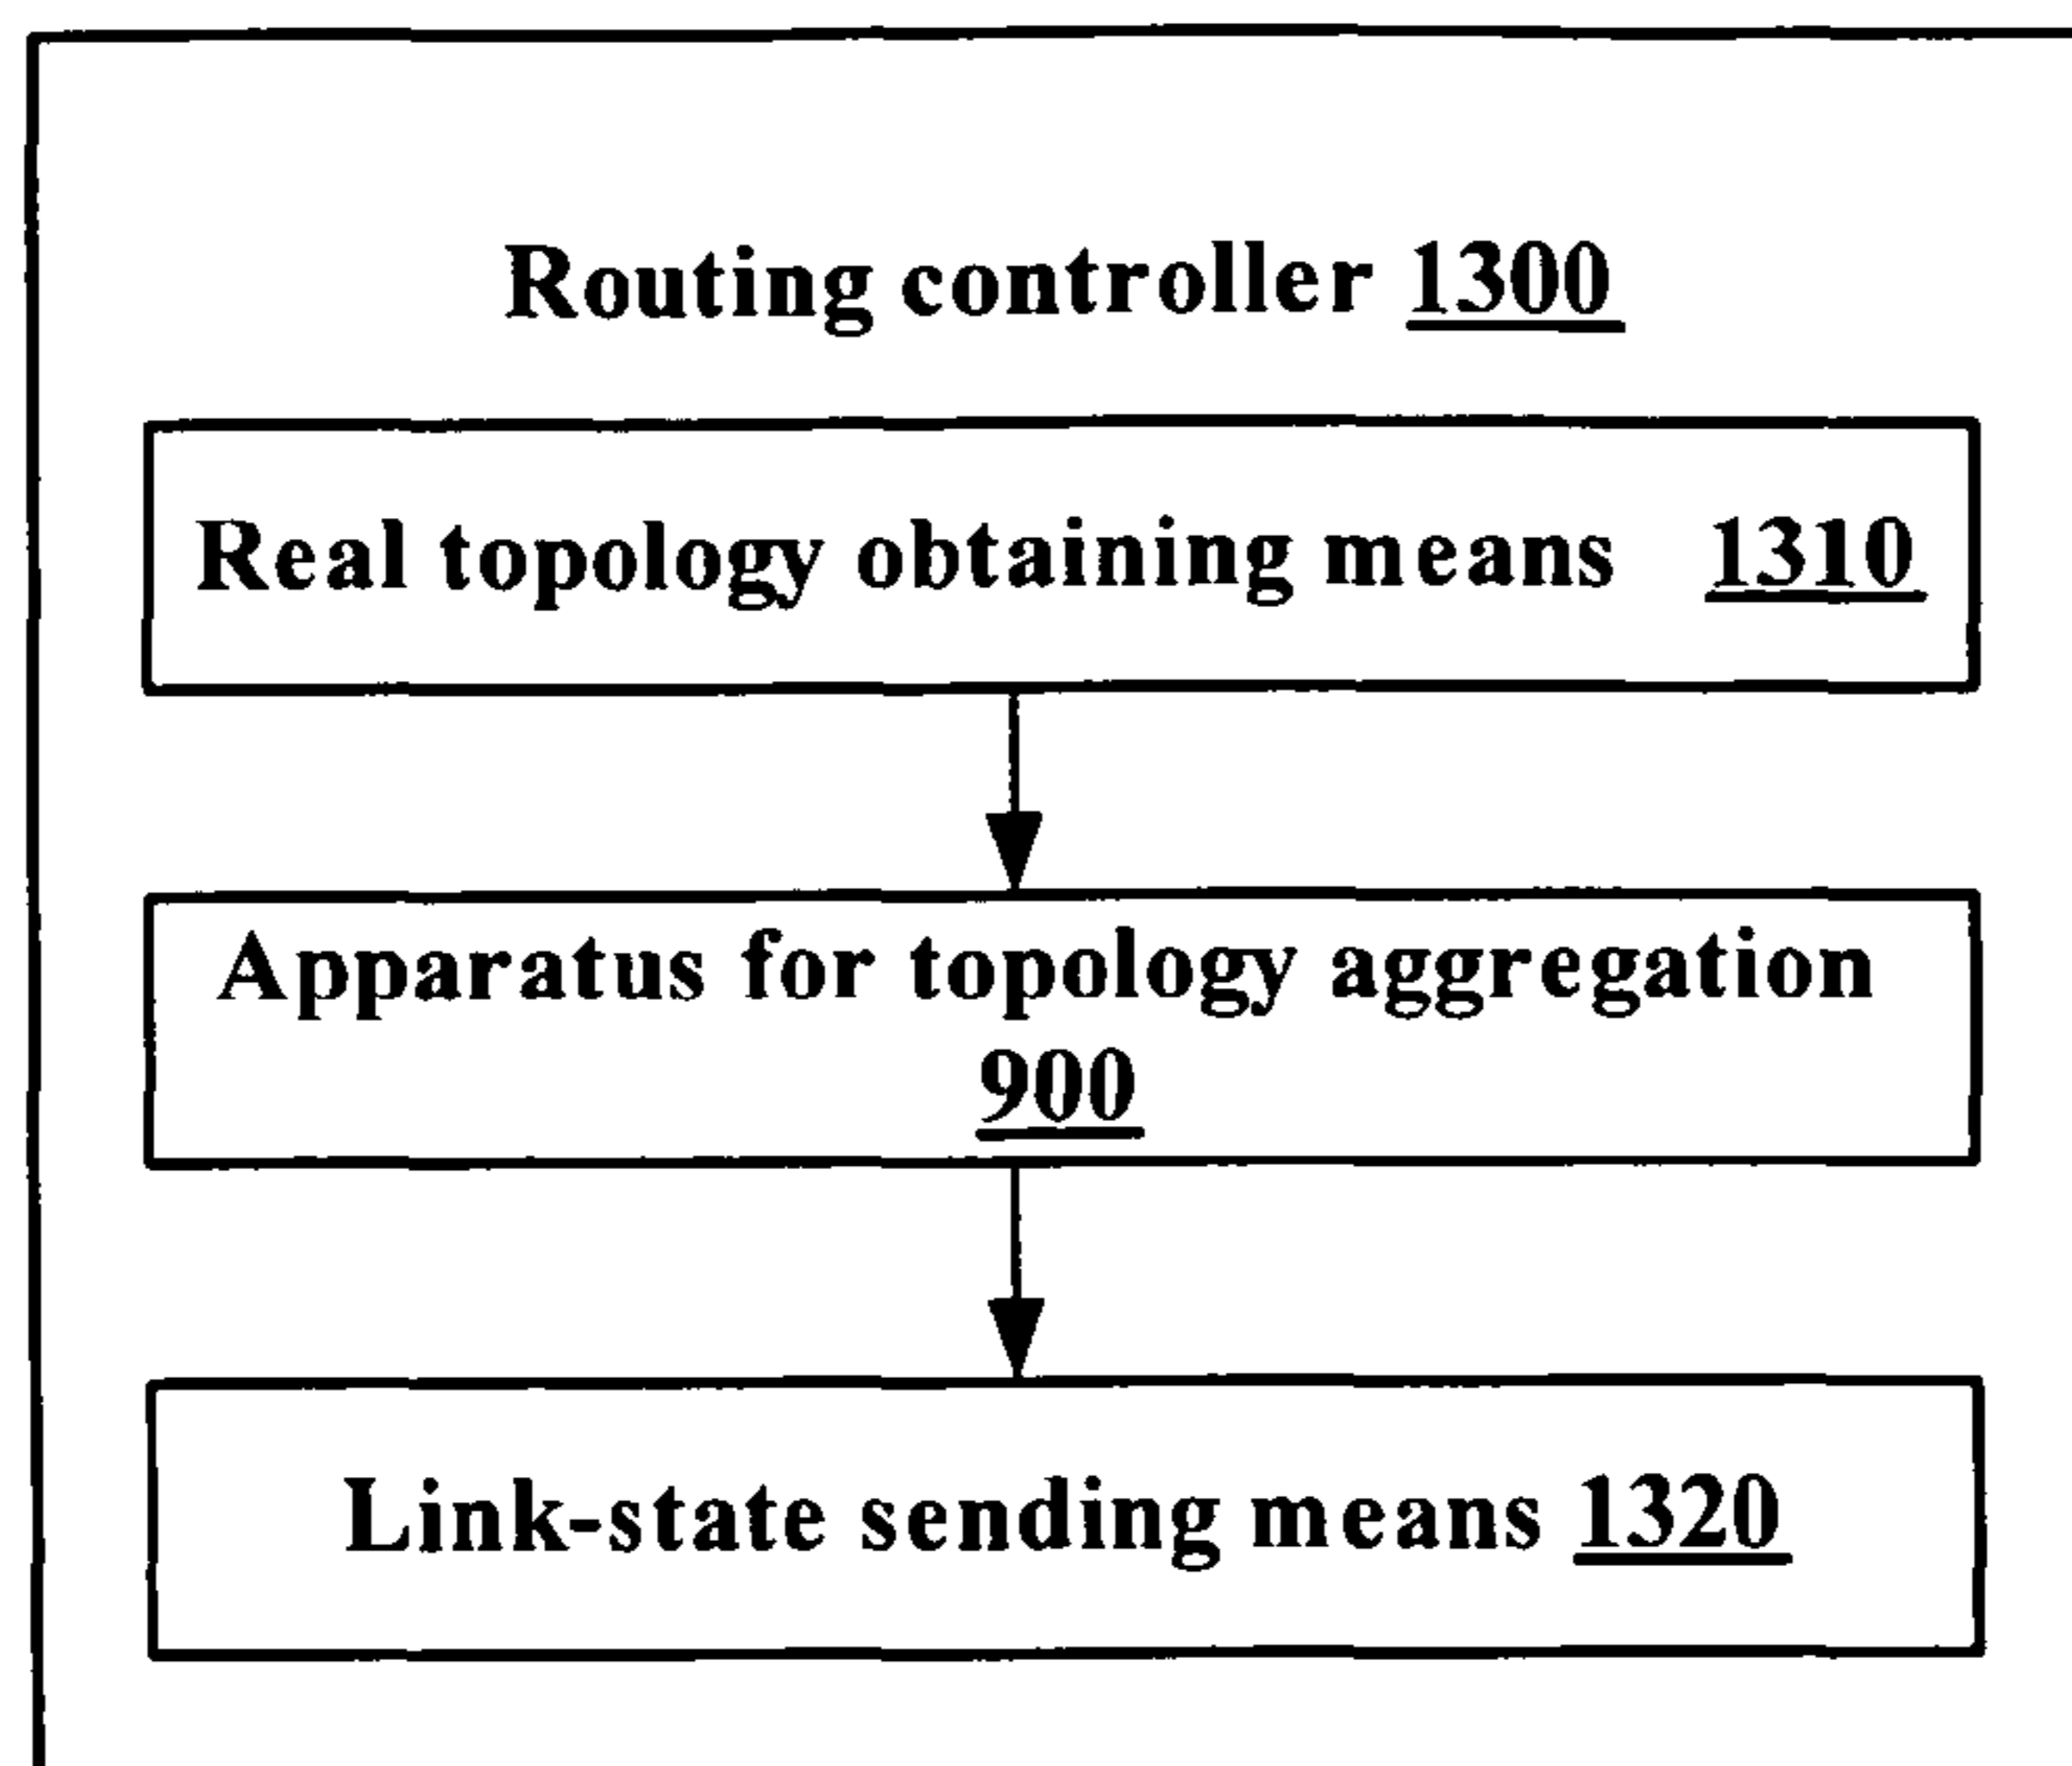 Routing controller 1300
Real topology obtaining means 1310
Apparatus for topology aggregation
900
Link-state sending means 1320